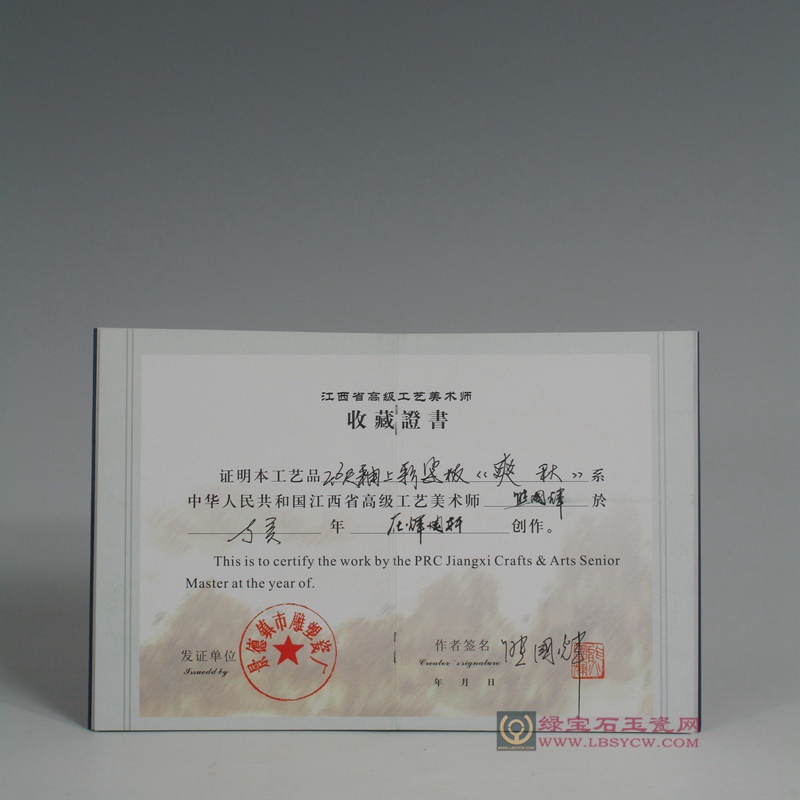 江西省高级工艺美术师
收藏證書
证明本工艺品 《爽 秋》系
中华人民共和国江西省高级工艺美术师 國辉 於
年 创作。
This is to certify the work by the PRC Jiangxi Crafts & Arts Senior
Master at the year of.
景德镇市雕塑瓷厂
发证单位
Issuedd by
作者签名
Creator 's signature
年 月 日
绿宝石玉瓷网
WWW.LBSYCW.COM